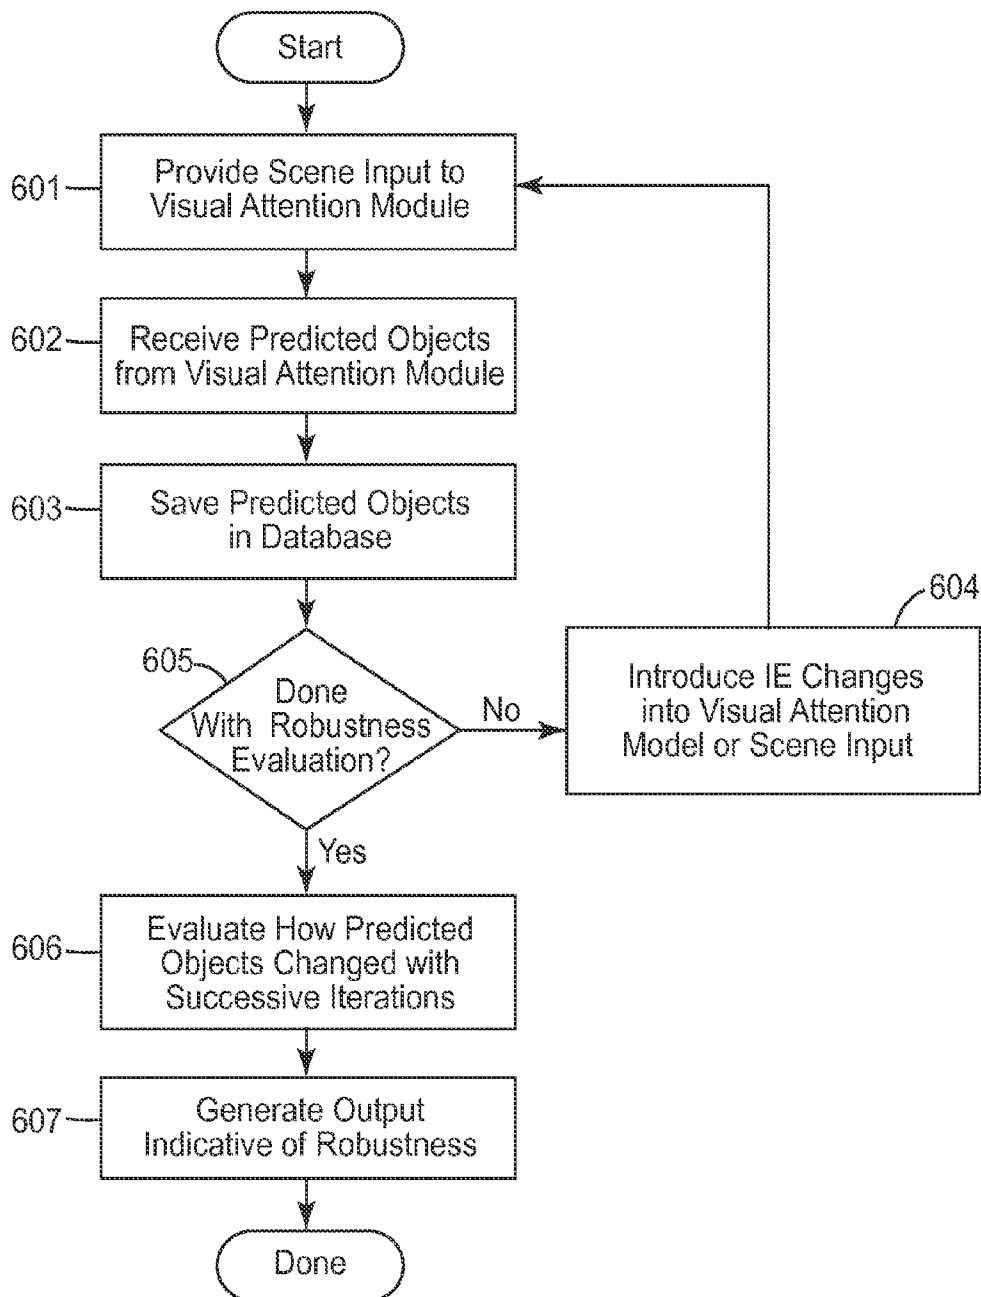 Start
601
Provide Scene Input to
Visual Attention Module
602
Receive Predicted Objects
from Visual Attention Module
603
Save Predicted Objects
in Database
604
Introduce IE Changes
into Visual Attention
Model or Scene Input
605
Done
With Robustness
Evaluation?
No
Yes
606
Evaluate How Predicted
Objects Changed with
Successive Iterations
607
Generate Output
Indicative of Robustness
Done